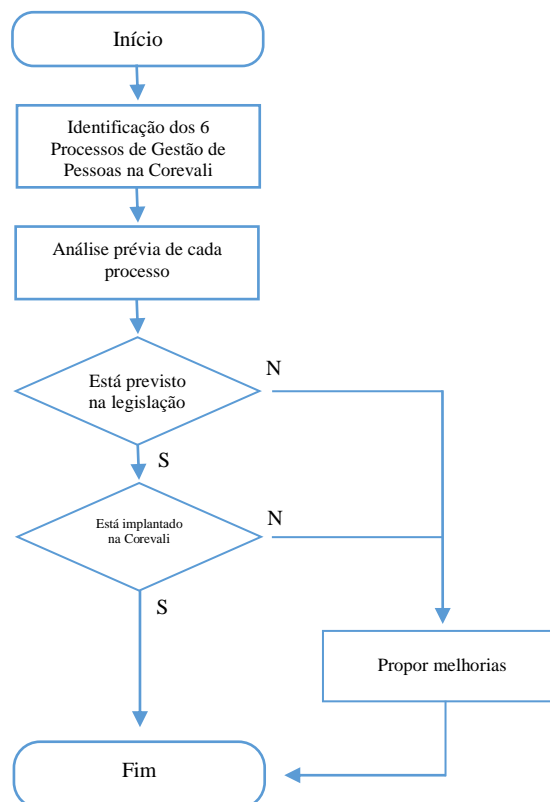 Início
Identificação dos 6
Processos de Gestão de
Pessoas na Corevali
Análise prévia de cada
processo
Está previsto
na legislação
N
S
Está implantado
na Corevali
N
S
Propor melhorias
Fim